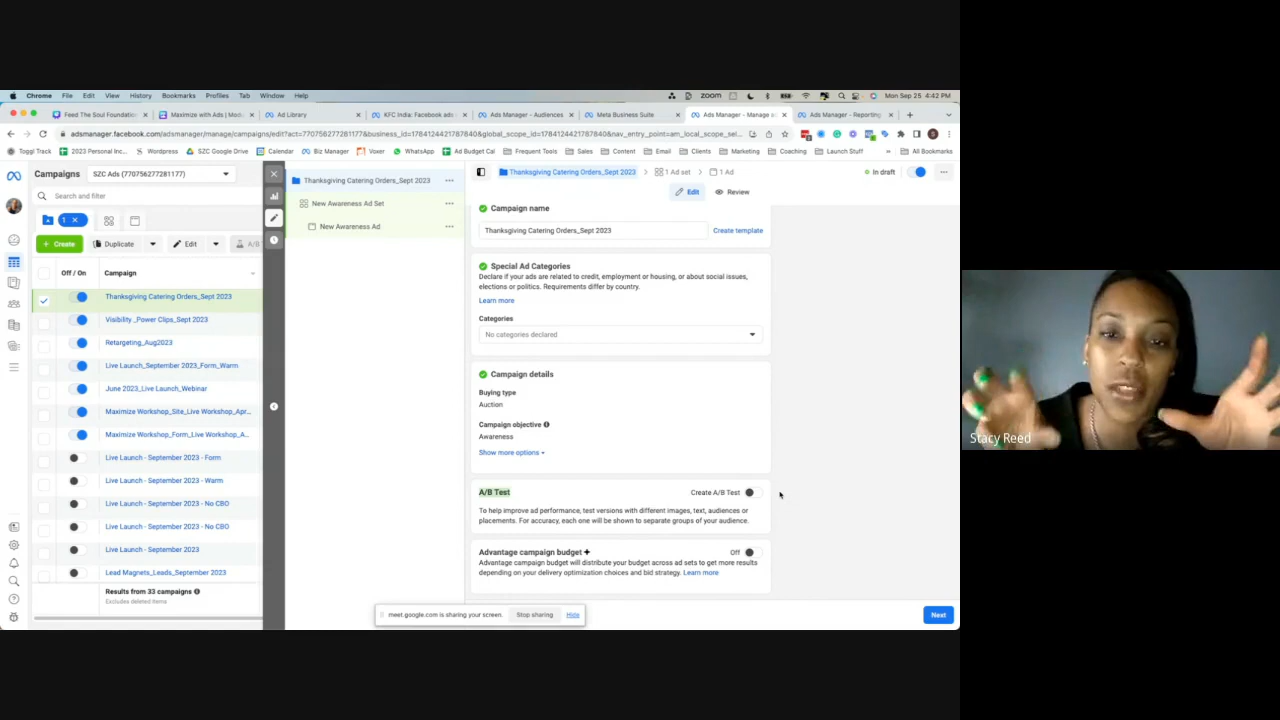 Chrome File Edit View History Bookmarks Profiles Tab Window Help
zoom
Mon Sep 25 4:42 PM
Feed The Soul Foundation
Maximize with Ads | Mod
Ad Library
KFC India: Facebook ads
Ads Manager - Audiences
Meta Business Suite
Ads Manager - Manage
Ads Manager - Reporting
adsmanager.facebook.com/adsmanager/manage/campaigns/edit?act=770756277281177&business_id=1784124421787840&global_scope_id=1784124421787840&nav_entry_point=am_local_scope_sel...
Toggl Track 2023 Personal Inc... Wordpress SZC Google Drive Calendar Biz Manager Voxer WhatsApp Ad Budget Cal Frequent Tools Sales Content Email Clients Marketing Coaching Launch Stuff » All Bookmarks
Campaigns
SZC Ads (770756277281177)
Search and filter
1 ×
+ Create
Duplicate
Edit
A/B
Off / On
Campaign
Thanksgiving Catering Orders_Sept 2023
Visibility _Power Clips_Sept 2023
Retargeting_Aug2023
Live Launch_September 2023_Form_Warm
June 2023_Live Launch_Webinar
Maximize Workshop_Site_Live Workshop_Apr...
Maximize Workshop_Form_Live Workshop_A...
Live Launch - September 2023 - Form
Live Launch - September 2023 - Warm
Live Launch - September 2023 - No CBO
Live Launch - September 2023 - No CBO
Live Launch - September 2023
Lead Magnets_Leads_September 2023
Results from 33 campaigns
Excludes deleted items
Thanksgiving Catering Orders_Sept 2023
New Awareness Ad Set
New Awareness Ad
Thanksgiving Catering Orders_Sept 2023
1 Ad set
1 Ad
In draft
Edit
Review
Campaign name
Thanksgiving Catering Orders_Sept 2023
Create template
Special Ad Categories
Declare if your ads are related to credit, employment or housing, or about social issues,
elections or politics. Requirements differ by country.
Learn more
Categories
No categories declared
Campaign details
Buying type
Auction
Campaign objective
Awareness
Show more options
A/B Test
Create A/B Test
To help improve ad performance, test versions with different images, text, audiences or
placements. For accuracy, each one will be shown to separate groups of your audience.
Advantage campaign budget +
Off
Advantage campaign budget will distribute your budget across ad sets to get more results
depending on your delivery optimization choices and bid strategy. Learn more
meet.google.com is sharing your screen.
Stop sharing
Hide
Next
Stacy Reed